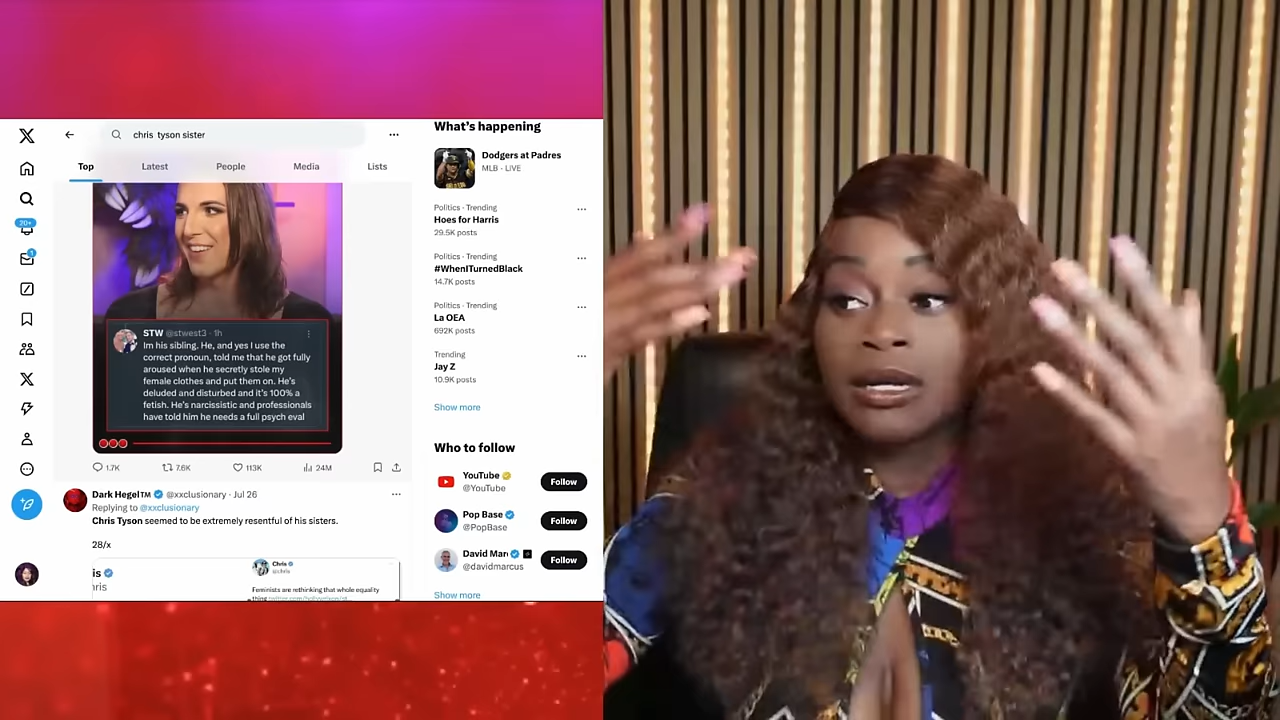 chris tyson sister
Top
Latest
People
Media
Lists
20+
1
STW @stwest3 · 1h
Im his sibling. He, and yes I use the
correct pronoun, told me that he got fully
aroused when he secretly stole my
female clothes and put them on. He's
deluded and disturbed and it's 100% a
fetish. He's narcissistic and professionals
have told him he needs a full psych eval
1.7K
7.6K
113K
24M
Dark Hegel™ @xxclusionary · Jul 26
Replying to @xxclusionary
Chris Tyson seemed to be extremely resentful of his sisters.
28/x
is
Chris
@chris
Feminists are rethinking that whole equality
What's happening
Dodgers at Padres
MLB · LIVE
Politics · Trending
Hoes for Harris
29.5K posts
Politics · Trending
#WhenITurnedBlack
14.7K posts
Politics · Trending
La OEA
692K posts
Trending
Jay Z
10.9K posts
Show more
Who to follow
YouTube
@YouTube
Follow
Pop Base
@PopBase
Follow
David Marc
@davidmarcus
Follow
Show more